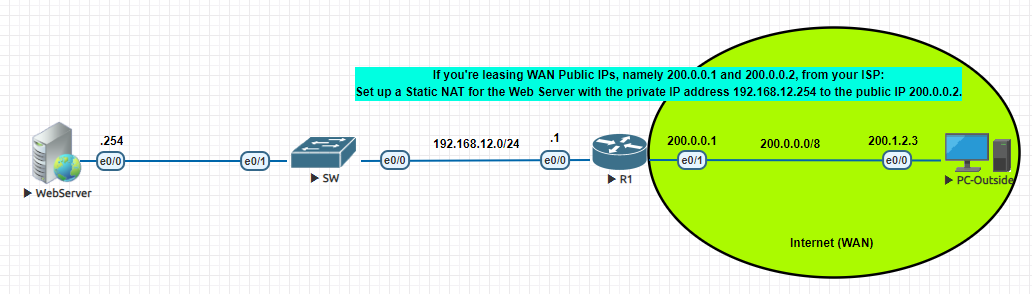 If you're leasing WAN Public IPs, namely 200.0.0.1 and 200.0.0.2, from your ISP:
Set up a Static NAT for the Web Server with the private IP address 192.168.12.254 to the public IP 200.0.0.2.
.254
192.168.12.0/24
.1
200.0.0.1
200.0.0.0/8
200.1.2.3
e0/0
e0/1
e0/0
e0/0
e0/1
e0/0
WebServer
SW
R1
PC-Outside
Internet (WAN)